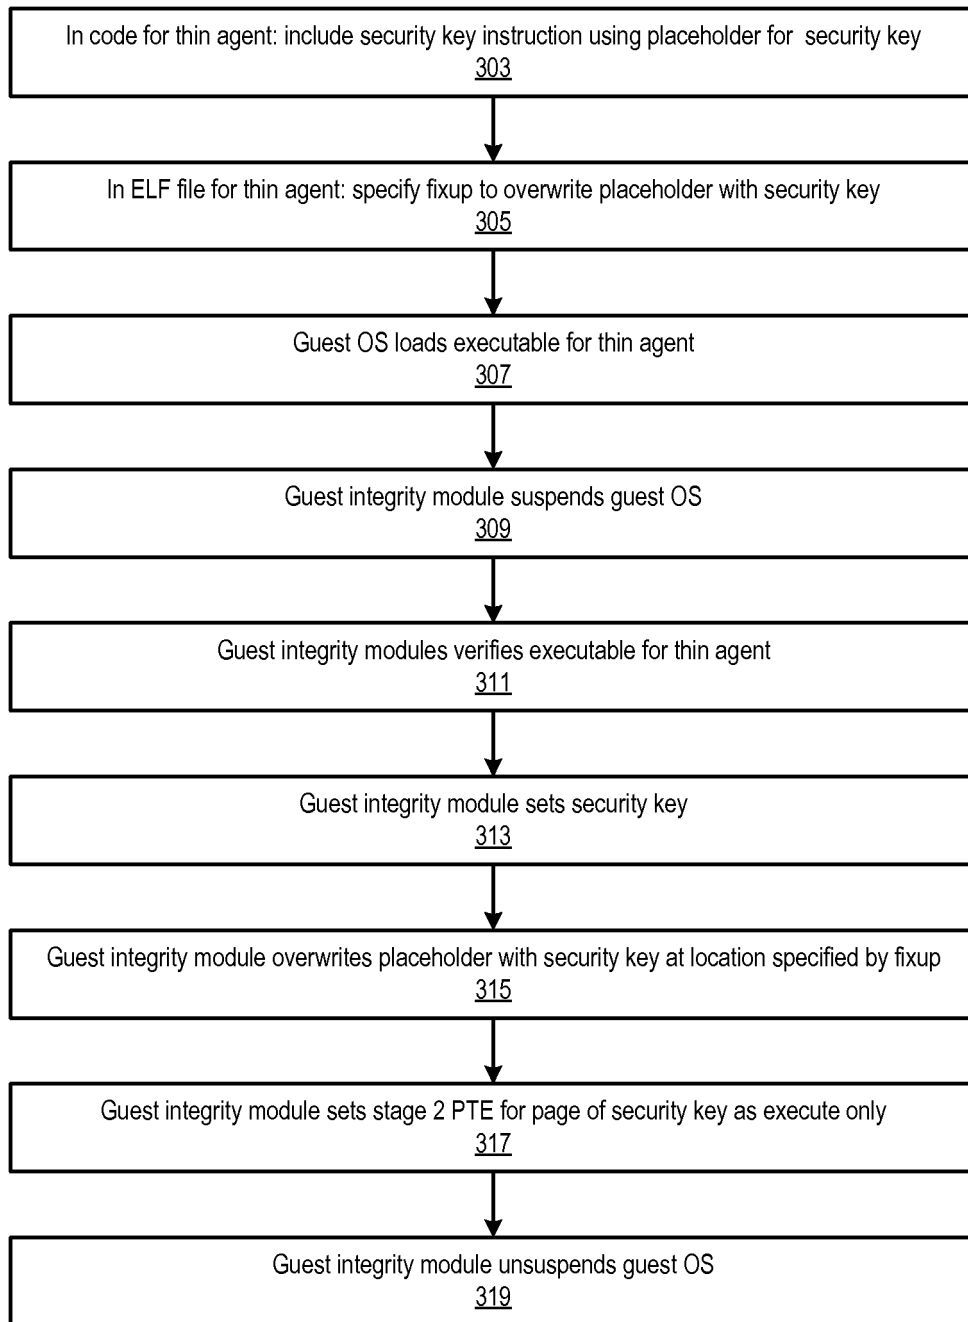 In code for thin agent: include security key instruction using placeholder for security key
303
In ELF file for thin agent: specify fixup to overwrite placeholder with security key
305
Guest OS loads executable for thin agent
307
Guest integrity module suspends guest OS
309
Guest integrity modules verifies executable for thin agent
311
Guest integrity module sets security key
313
Guest integrity module overwrites placeholder with security key at location specified by fixup
315
Guest integrity module sets stage 2 PTE for page of security key as execute only
317
Guest integrity module unsuspends guest OS
319